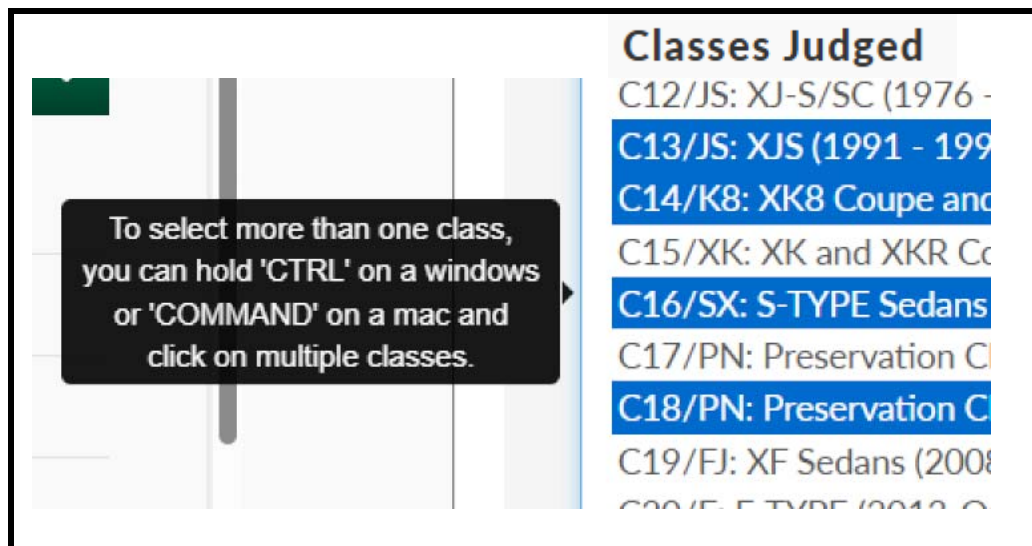 Classes Judged
C12/JS: XJ-S/SC (1976 -
C13/JS: XJS (1991 - 199
C14/K8: XK8 Coupe and
C15/XK: XK and XKR Co
C16/SX: S-TYPE Sedans
C17/PN: Preservation Cl
C18/PN: Preservation C
C19/FJ: XF Sedans (2008
To select more than one class,
you can hold 'CTRL' on a windows
or 'COMMAND' on a mac and
click on multiple classes.